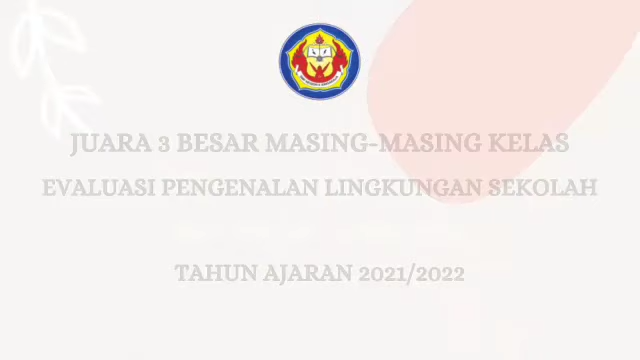 JUARA 3 BESAR MASING-MASING KELAS
EVALUASI PENGENALAN LINGKUNGAN SEKOLAH
TAHUN AJARAN 2021/2022